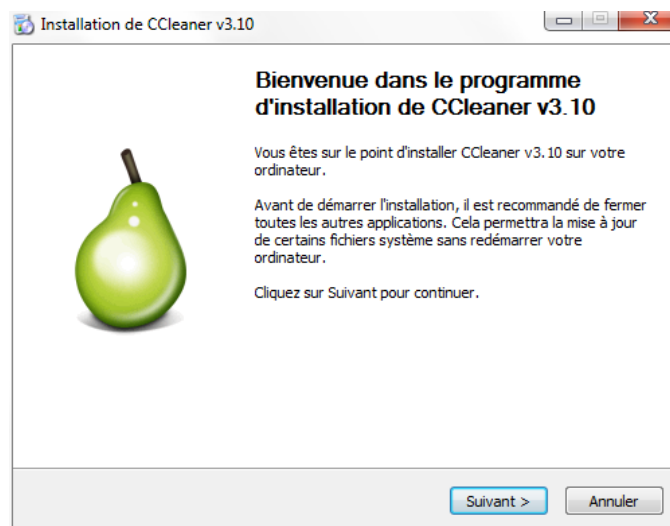 Installation de CCleaner v3.10
Bienvenue dans le programme
d'installation de CCleaner v3.10
Vous êtes sur le point d'installer CCleaner v3.10 sur votre
ordinateur.
Avant de démarrer l'installation, il est recommandé de fermer
toutes les autres applications. Cela permettra la mise à jour
de certains fichiers système sans redémarrer votre
ordinateur.
Cliquez sur Suivant pour continuer.
Suivant >
Annuler